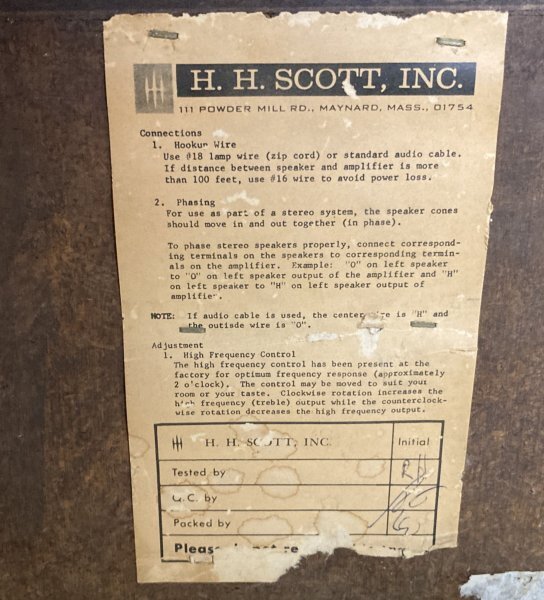 H. H. SCOTT, INC.
111 POWDER MILL RD., MAYNARD, MASS., 01754
Connections
1. Hookup Wire
Use #18 lamp wire (zip cord) or standard audio cable.
If distance between speaker and amplifier is more
than 100 feet, use #16 wire to avoid power loss.
2. Phasing
For use as part of a stereo system, the speaker cones
should move in and out together (in phase).
To phase stereo speakers properly, connect correspond-
ing terminals on the speakers to corresponding termin-
als on the amplifier. Example: "O" on left speaker
to "O" on left speaker output of the amplifier and "H"
on left speaker to "H" on left speaker output of
amplifier.
NOTE: If audio cable is used, the center wire is "H" and
the outisde wire is "O".
Adjustment
1. High Frequency Control
The high frequency control has been present at the
factory for optimum frequency response (approximately
2 o'clock). The control may be moved to suit your
room or your taste. Clockwise rotation increases the
high frequency (treble) output while the counterclock-
wise rotation decreases the high frequency output.
H. H. SCOTT, INC. Initial
Tested by
Q.C. by
Packed by
Please